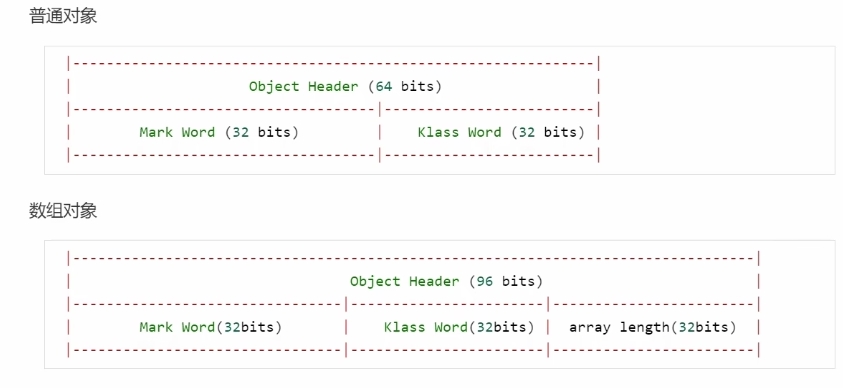 普通对象
|--------------------------------------------------------------|
|                     Object Header (64 bits)                  |
|------------------------------------|-------------------------|
|        Mark Word (32 bits)         |    Klass Word (32 bits) |
|------------------------------------|-------------------------|
数组对象
|---------------------------------------------------------------------------------|
|                                 Object Header (96 bits)                         |
|--------------------------------|-----------------------|------------------------|
|        Mark Word(32bits)       |    Klass Word(32bits) |  array length(32bits)  |
|--------------------------------|-----------------------|------------------------|